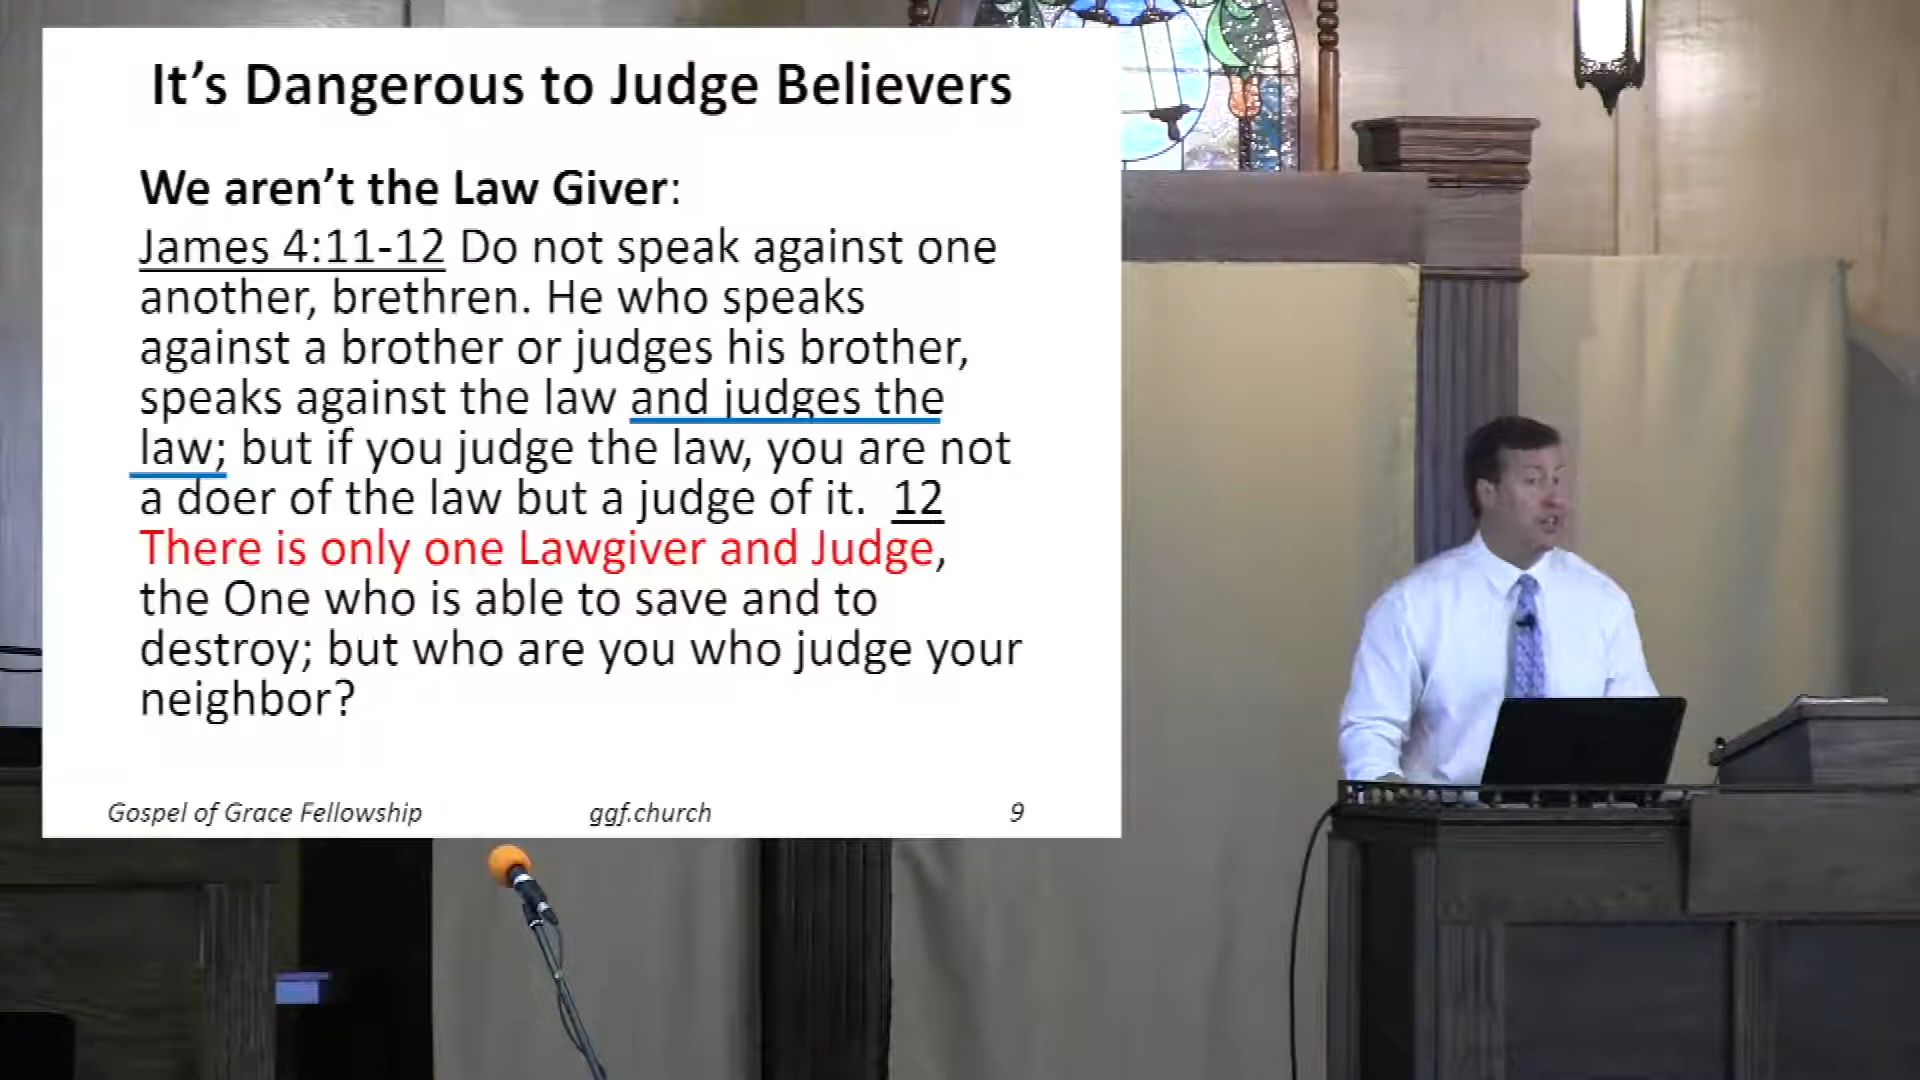 It's Dangerous to Judge Believers
We aren't the Law Giver:
James 4:11-12 Do not speak against one
another, brethren. He who speaks
against a brother or judges his brother,
speaks against the law and judges the
law; but if you judge the law, you are not
a doer of the law but a judge of it. 12
There is only one Lawgiver and Judge,
the One who is able to save and to
destroy; but who are you who judge your
neighbor?
Gospel of Grace Fellowship ggf.church 9